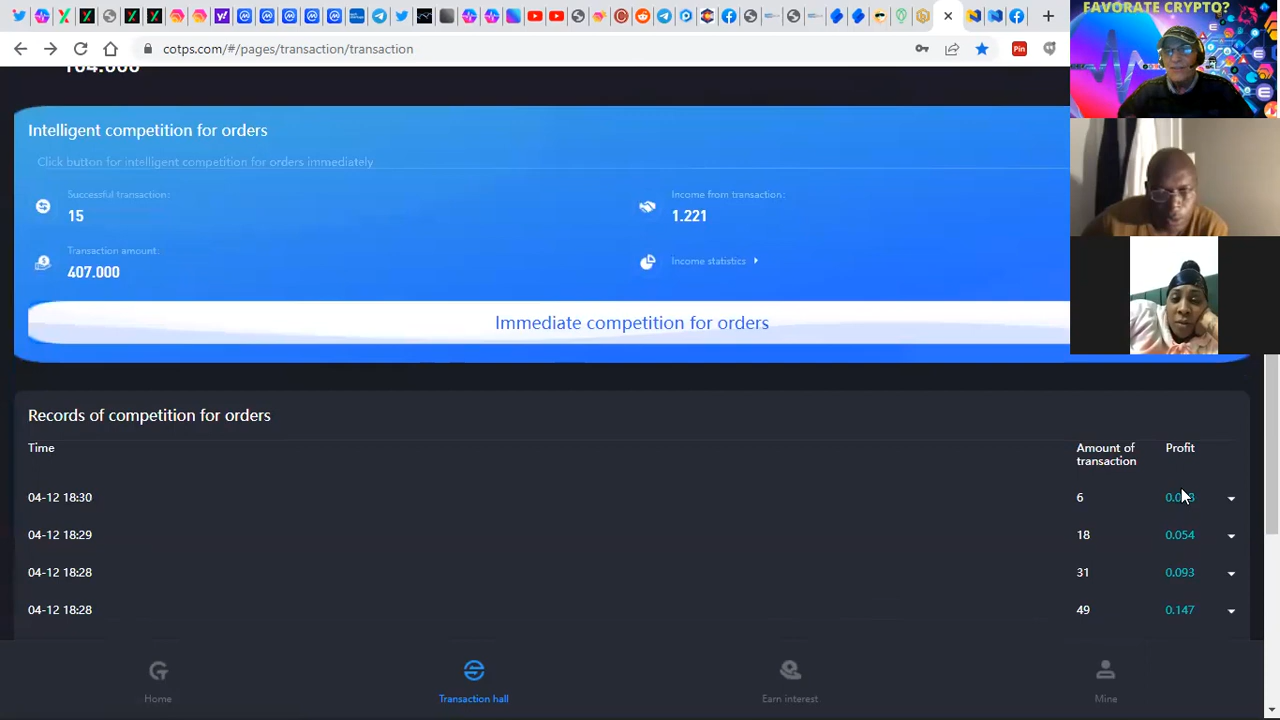 FAVORATE CRYPTO?
cotps.com/#/pages/transaction/transaction
Pin
104.000
Intelligent competition for orders
Click button for intelligent competition for orders immediately
Successful transaction:
15
Income from transaction:
1.221
Transaction amount:
407.000
Income statistics
Immediate competition for orders
Records of competition for orders
Time
Amount of
transaction
Profit
04-12 18:30
6
04-12 18:29
18
0.054
04-12 18:28
31
0.093
04-12 18:28
49
0.147
Home
Transaction hall
Earn interest
Mine